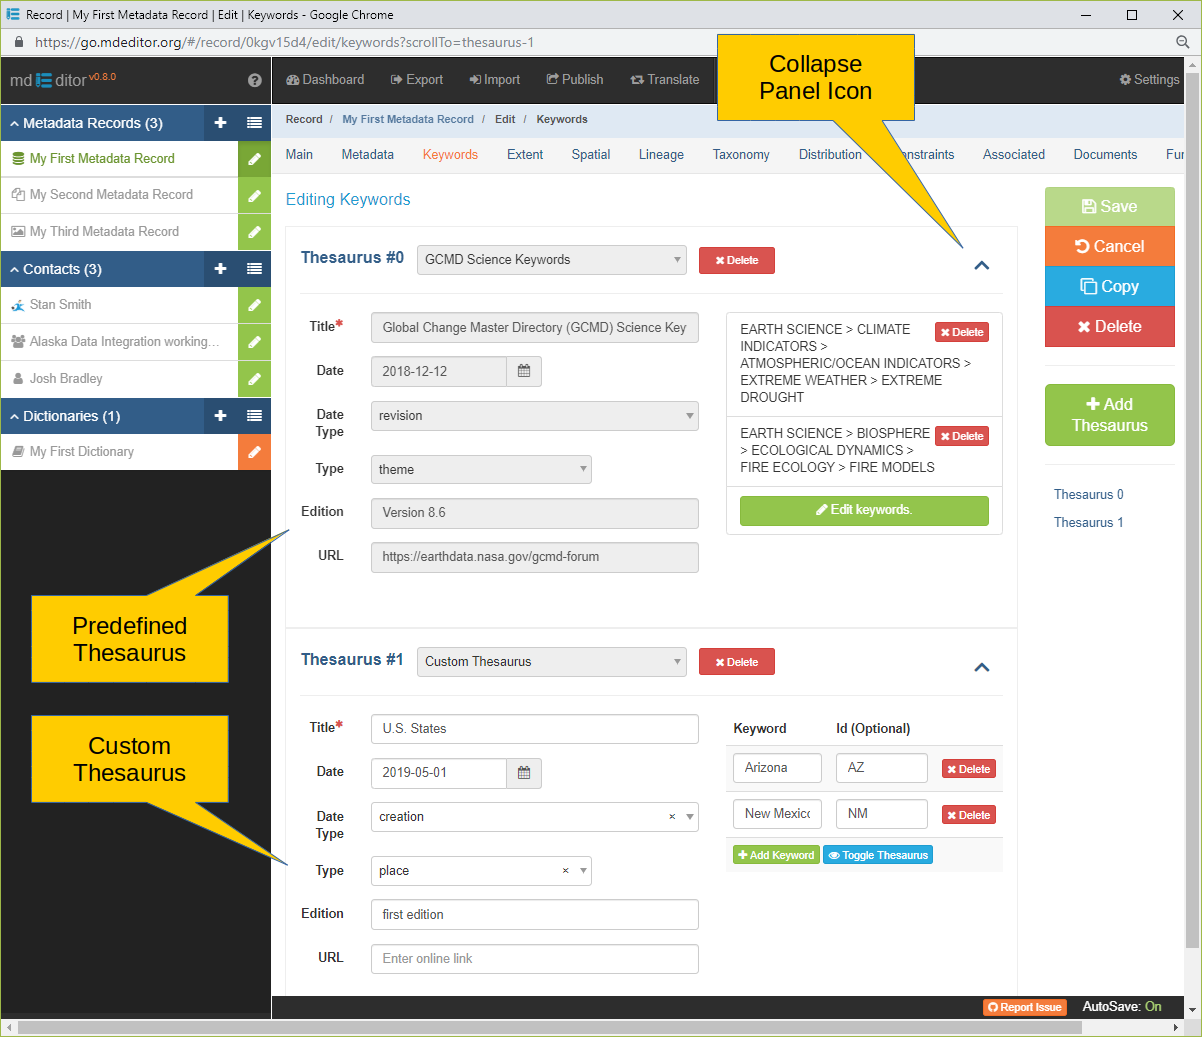 Record | My First Metadata Record | Edit | Keywords - Google Chrome
https://go.mdeditor.org/#/record/0kgv15d4/edit/keywords?scrollTo=thesaurus-1
md Editor v0.8.0
Dashboard Export Import Publish Translate Settings
Collapse
Panel Icon
Metadata Records (3)
My First Metadata Record
My Second Metadata Record
My Third Metadata Record
Contacts (3)
Stan Smith
Alaska Data Integration working...
Josh Bradley
Dictionaries (1)
My First Dictionary
Record / My First Metadata Record / Edit / Keywords
Main Metadata Keywords Extent Spatial Lineage Taxonomy Distribution onstraints Associated Documents Fun
Editing Keywords
Save
Cancel
Copy
Delete
Add
Thesaurus
Thesaurus 0
Thesaurus 1
Thesaurus #0 GCMD Science Keywords Delete
Title* Global Change Master Directory (GCMD) Science Key
Date 2018-12-12
Date
Type
revision
Type theme
Edition Version 8.6
URL https://earthdata.nasa.gov/gcmd-forum
EARTH SCIENCE > CLIMATE
INDICATORS >
ATMOSPHERIC/OCEAN INDICATORS >
EXTREME WEATHER > EXTREME
DROUGHT
Delete
EARTH SCIENCE > BIOSPHERE
> ECOLOGICAL DYNAMICS >
FIRE ECOLOGY > FIRE MODELS
Delete
Edit keywords.
Predefined
Thesaurus
Thesaurus #1 Custom Thesaurus Delete
Custom
Thesaurus
Title* U.S. States
Date 2019-05-01
Date
Type
creation ×
Type place ×
Edition first edition
URL Enter online link
Keyword Id (Optional)
Arizona AZ Delete
New Mexico NM Delete
Add Keyword Toggle Thesaurus
Report Issue AutoSave: On